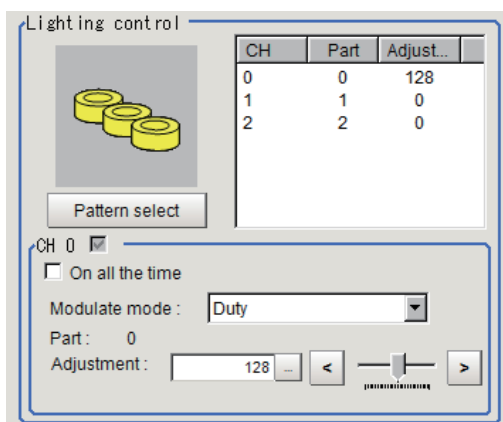 Lighting control
CH Part Adjust...
0 0 128
1 1 0
2 2 0
Pattern select
CH 0
On all the time
Modulate mode : Duty
Part : 0
Adjustment : 128 ... < >